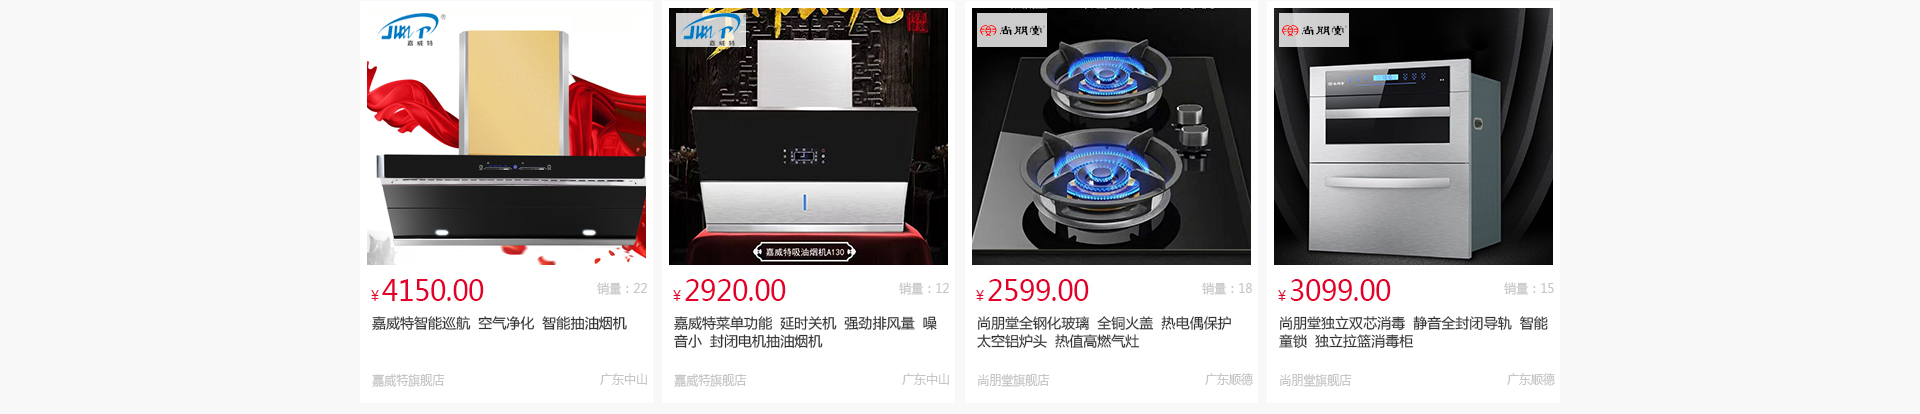 嘉威特
嘉威特
尚朋堂
尚朋堂
嘉威特吸油烟机A130
¥4150.00 销量：22
嘉威特智能巡航 空气净化 智能抽油烟机
嘉威特旗舰店 广东中山
¥2920.00 销量：12
嘉威特菜单功能 延时关机 强劲排风量 噪
音小 封闭电机抽油烟机
嘉威特旗舰店 广东中山
¥2599.00 销量：18
尚朋堂全钢化玻璃 全铜火盖 热电偶保护
太空铝炉头 热值高燃气灶
尚朋堂旗舰店 广东顺德
¥3099.00 销量：15
尚朋堂独立双芯消毒 静音全封闭导轨 智能
童锁 独立拉篮消毒柜
尚朋堂旗舰店 广东顺德